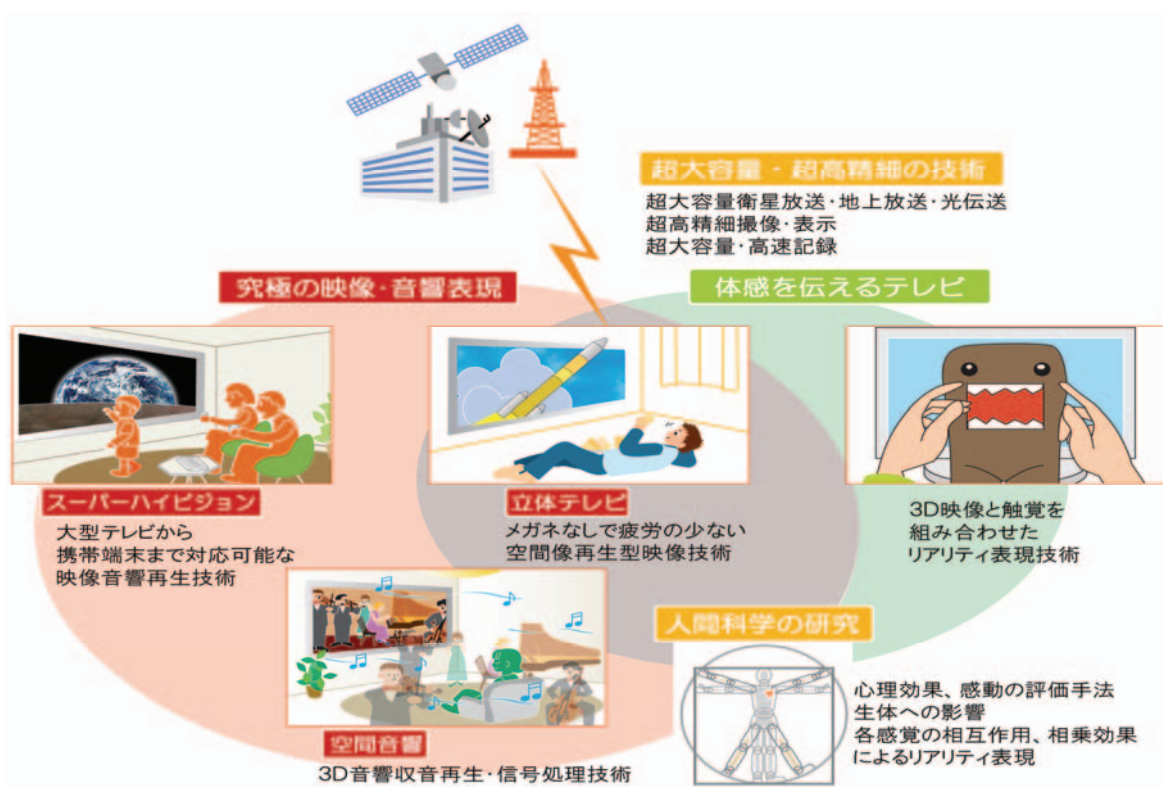 超大容量・超高精細の技術
超大容量衛星放送・地上放送・光伝送
超高精細撮像・表示
超大容量・高速記録
究極の映像・音響表現
体感を伝えるテレビ
スーパーハイビジョン
大型テレビから
携帯端末まで対応可能な
映像音響再生技術
立体テレビ
メガネなしで疲労の少ない
空間像再生型映像技術
3D映像と触覚を
組み合わせた
リアリティ表現技術
空間音響
3D音響収音再生・信号処理技術
人間科学の研究
心理効果、感動の評価手法
生体への影響
各感覚の相互作用、相乗効果
によるリアリティ表現